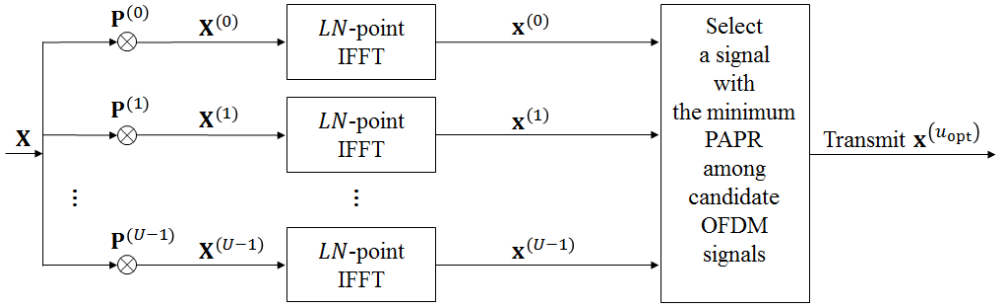 P^(0) X^(0) LN-point IFFT x^(0)
P^(1) X^(1) LN-point IFFT x^(1)
X
⋮ ⋮
P^(U−1) X^(U−1) LN-point IFFT x^(U−1)
Select
a signal
with
the minimum
PAPR
among
candidate
OFDM
signals
Transmit x^(u_opt)